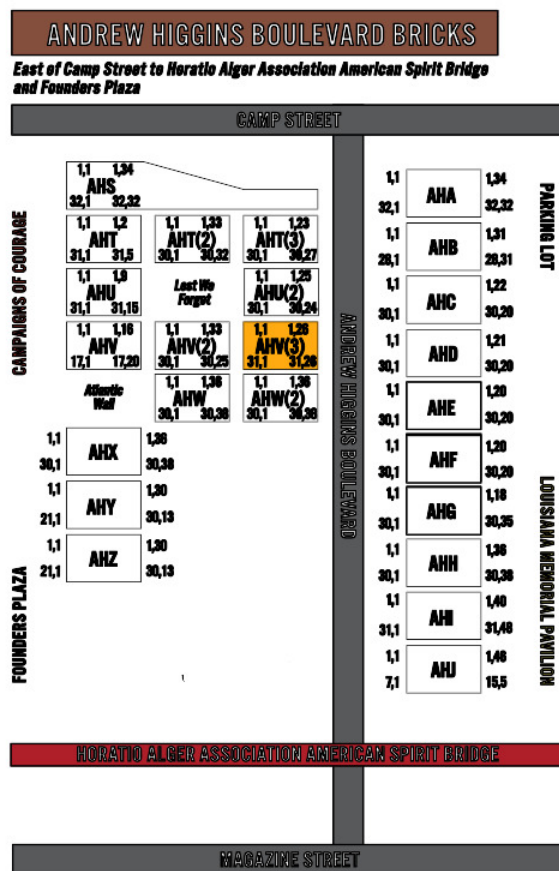 ANDREW HIGGINS BOULEVARD BRICKS
East of Camp Street to Horatio Alger Association American Spirit Bridge
and Founders Plaza
CAMP STREET
CAMPAIGNS OF COURAGE
FOUNDERS PLAZA
1,1 1,34
AHS
32,1 32,32
1,1 1,2
AHT
31,1 31,5
1,1 1,33
AHT(2)
30,1 30,32
1,1 1,23
AHT(3)
30,1 30,27
1,1 1,9
AHU
31,1 31,15
Lest We
Forget
1,1 1,25
AHU(2)
30,1 30,24
1,1 1,16
AHV
17,1 17,20
1,1 1,33
AHV(2)
30,1 30,25
1,1 1,26
AHV(3)
31,1 31,26
Atlantic
Wall
1,1 1,36
AHW
30,1 30,38
1,1 1,36
AHW(2)
30,1 30,38
1,1 1,36
AHX
30,1 30,38
1,1 1,30
AHY
21,1 30,13
1,1 1,30
AHZ
21,1 30,13
ANDREW HIGGINS BOULEVARD
1,1 1,34
AHA
32,1 32,32
1,1 1,31
AHB
28,1 28,31
1,1 1,22
AHC
30,1 30,20
1,1 1,21
AHD
30,1 30,20
1,1 1,20
AHE
30,1 30,20
1,1 1,20
AHF
30,1 30,20
1,1 1,18
AHG
30,1 30,35
1,1 1,36
AHH
30,1 30,38
1,1 1,40
AHI
31,1 31,48
1,1 1,46
AHJ
7,1 15,5
PARKING LOT
LOUISIANA MEMORIAL PAVILION
HORATIO ALGER ASSOCIATION AMERICAN SPIRIT BRIDGE
MAGAZINE STREET